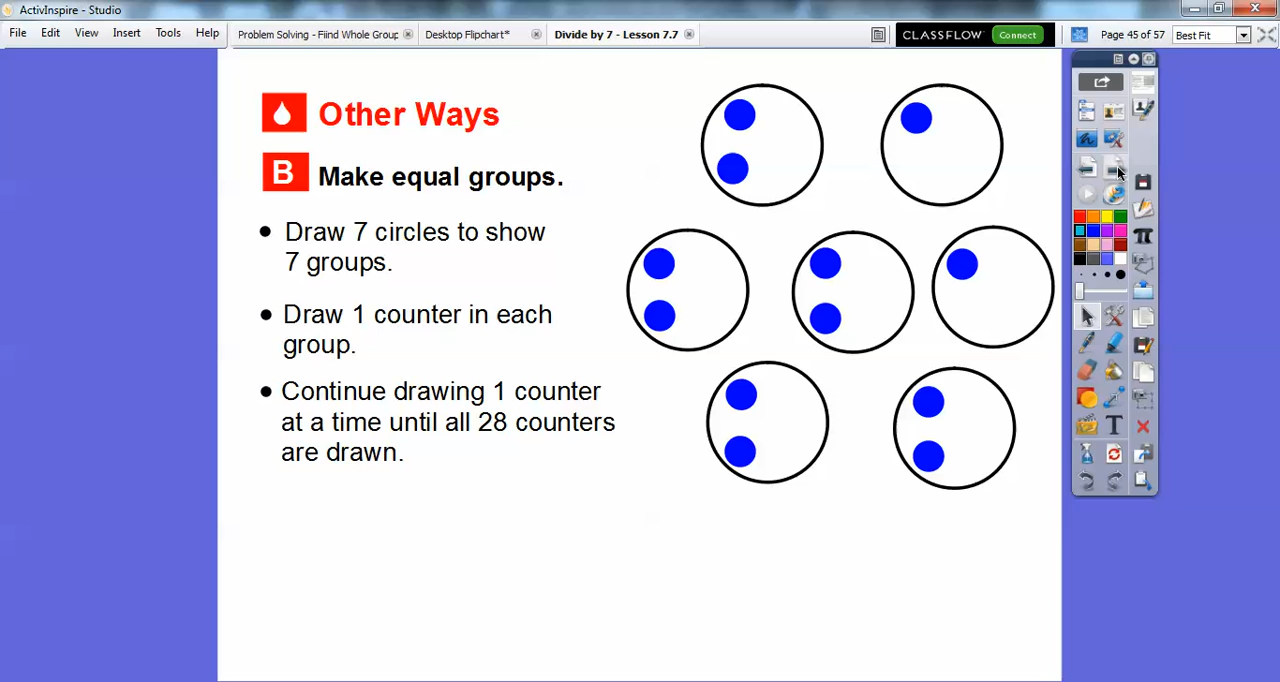 ActivInspire - Studio
File Edit View Insert Tools Help
Problem Solving - Fiind Whole Group
Desktop Flipchart*
Divide by 7 - Lesson 7.7
CLASSFLOW Connect
Page 45 of 57
Best Fit
Other Ways
B Make equal groups.
• Draw 7 circles to show
7 groups.
• Draw 1 counter in each
group.
• Continue drawing 1 counter
at a time until all 28 counters
are drawn.
T